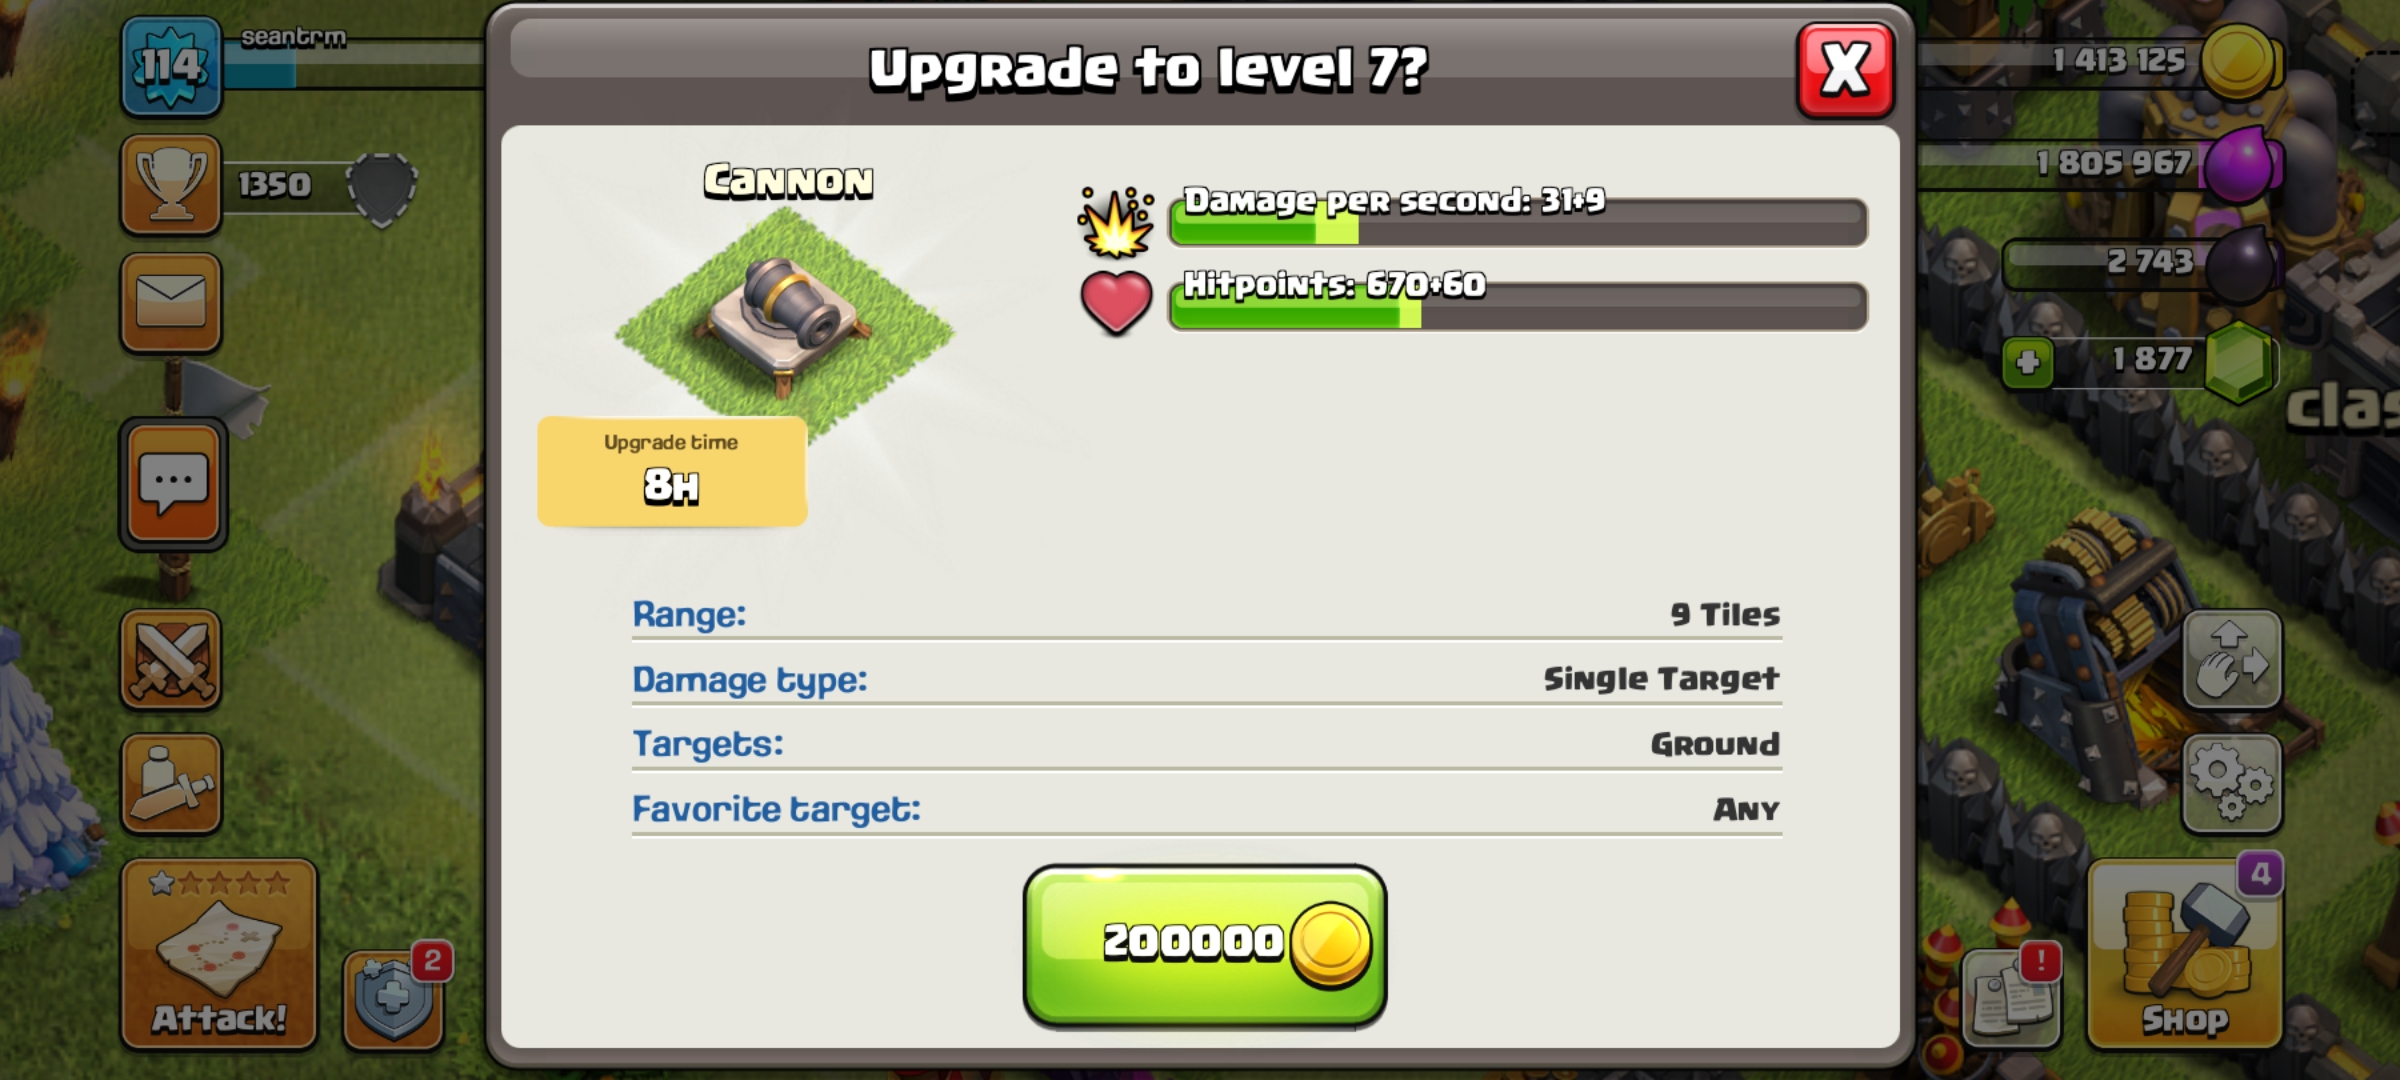 114
seantrm
1350
Upgrade to level 7?
X
1 413 125
1 805 967
2 743
1 877
Cannon
Damage per second: 31+9
Hitpoints: 670+60
Upgrade time
8H
Range: 9 Tiles
Damage type: Single Target
Targets: Ground
Favorite target: Any
200000
Attack!
2
!
4
Shop
clas